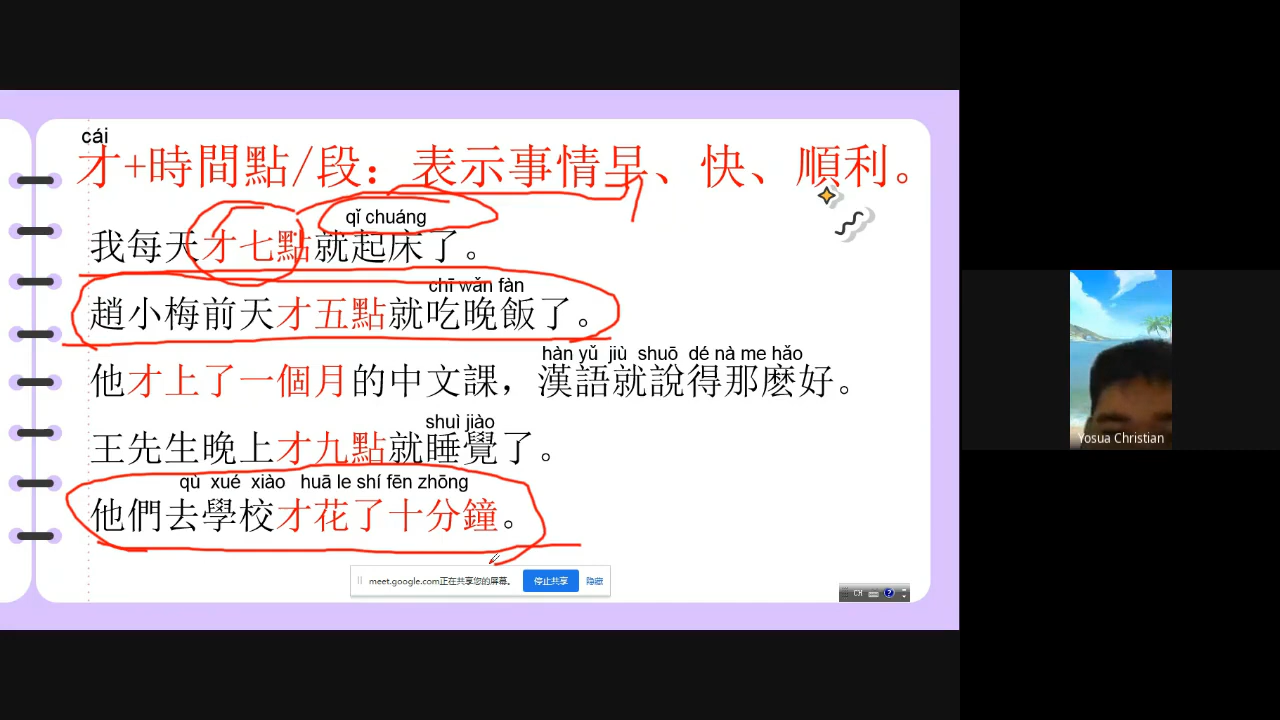 cái
才+時間點/段：表示事情早、快、順利。
qǐ chuáng
我每天才七點就起床了。
chī wǎn fàn
趙小梅前天才五點就吃晚飯了。
hàn yǔ jiù shuō dé nà me hǎo
他才上了一個月的中文課，漢語就說得那麼好。
shuì jiào
王先生晚上才九點就睡覺了。
qù xué xiào huā le shí fēn zhōng
他們去學校才花了十分鐘。
meet.google.com正在共享您的屏幕。 停止共享 隐藏
CH
Yosua Christian